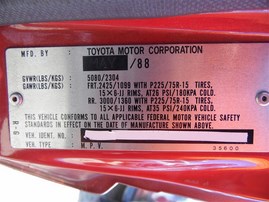 MFD. BY : TOYOTA MOTOR CORPORATION
/88
GVWR(LBS/KGS) : 5080/2304
GAWR(LBS/KGS) : FRT.2425/1099 WITH P225/75R-15 TIRES,
15×6-JJ RIMS, AT26 PSI/180KPA COLD.
RR. 3000/1360 WITH P225/75R-15 TIRES,
15×6-JJ RIMS, AT35 PSI/240KPA COLD.
THIS VEHICLE CONFORMS TO ALL APPLICABLE FEDERAL MOTOR VEHICLE SAFETY
STANDARDS IN EFFECT ON THE DATE OF MANUFACTURE SHOWN ABOVE.
VEH. IDENT. NO. :
VEH. TYPE : M.P.V.